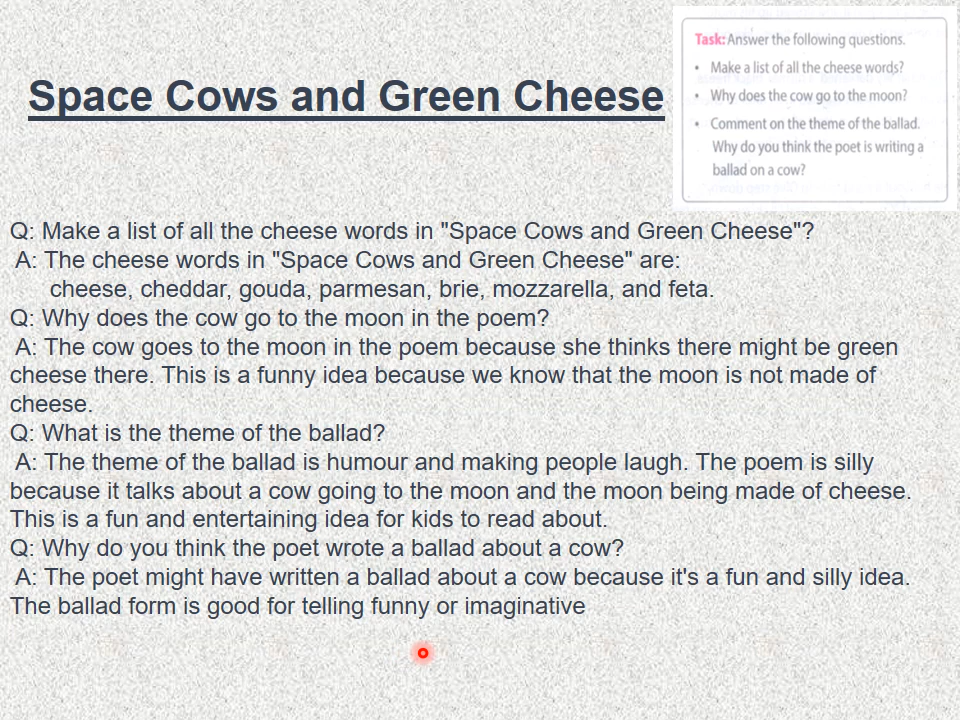 Space Cows and Green Cheese
Task: Answer the following questions.
• Make a list of all the cheese words?
• Why does the cow go to the moon?
• Comment on the theme of the ballad.
Why do you think the poet is writing a
ballad on a cow?
Q: Make a list of all the cheese words in "Space Cows and Green Cheese"?
A: The cheese words in "Space Cows and Green Cheese" are:
cheese, cheddar, gouda, parmesan, brie, mozzarella, and feta.
Q: Why does the cow go to the moon in the poem?
A: The cow goes to the moon in the poem because she thinks there might be green
cheese there. This is a funny idea because we know that the moon is not made of
cheese.
Q: What is the theme of the ballad?
A: The theme of the ballad is humour and making people laugh. The poem is silly
because it talks about a cow going to the moon and the moon being made of cheese.
This is a fun and entertaining idea for kids to read about.
Q: Why do you think the poet wrote a ballad about a cow?
A: The poet might have written a ballad about a cow because it's a fun and silly idea.
The ballad form is good for telling funny or imaginative